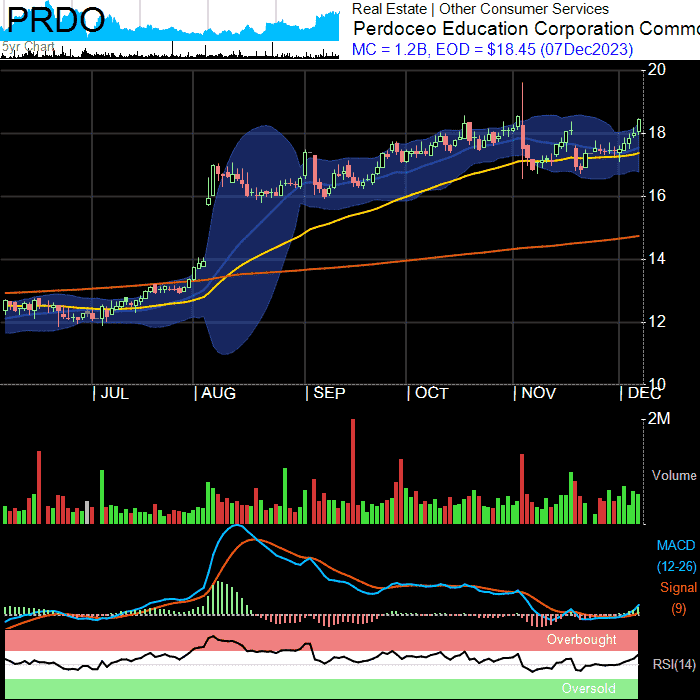 PRDO
5yr Chart
Real Estate | Other Consumer Services
Perdoceo Education Corporation Commo
MC = 1.2B, EOD = $18.45 (07Dec2023)
20
18
16
14
12
10
| JUL | AUG | SEP | OCT | NOV | DEC
2M
Volume
MACD
(12-26)
Signal
(9)
Overbought
RSI(14)
Oversold